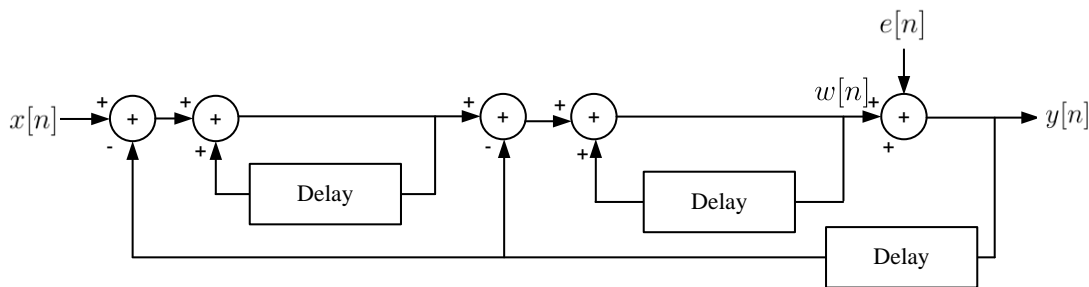 e[n]
x[n]
+
+
-
+
+
+
+
+
-
+
+
+
w[n]
+
+
+
y[n]
Delay
Delay
Delay